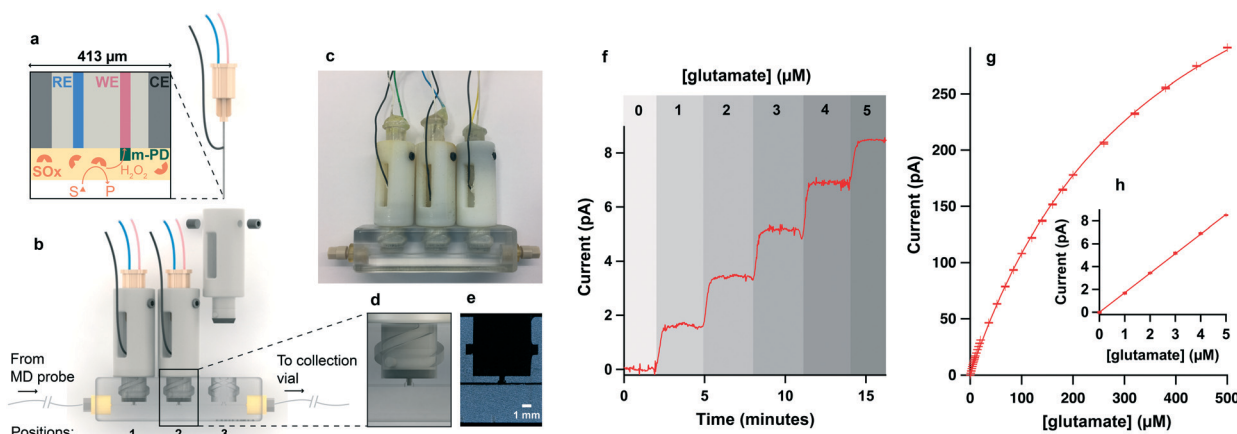 a
413 µm
RE
WE
CE
SOx
m-PD
H₂O₂
S
P
b
From
MD probe
To collection
vial
Positions:
1
2
3
c
d
e
1 mm
f
[glutamate] (µM)
0 1 2 3 4 5
Current (pA)
8
6
4
2
0
0 5 10 15
Time (minutes)
g
Current (pA)
250
200
150
100
50
0
0 100 200 300 400 500
[glutamate] (µM)
h
Current (pA)
8
6
4
2
0
0 1 2 3 4 5
[glutamate] (µM)